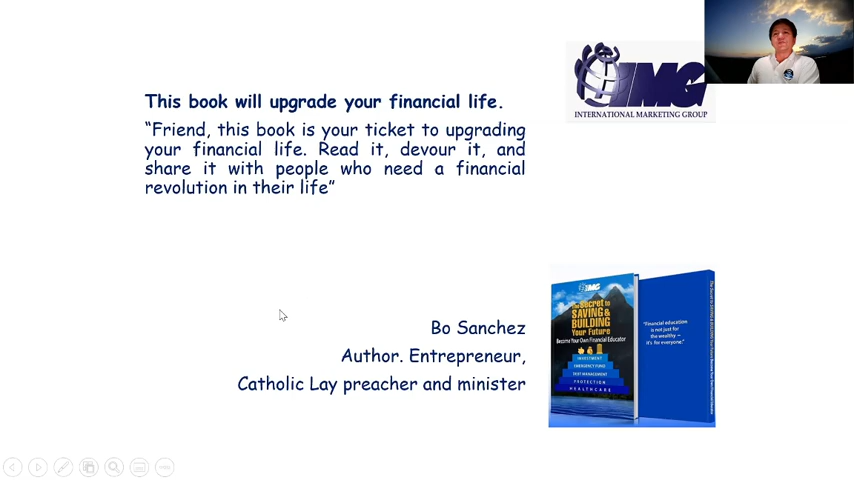 This book will upgrade your financial life.
“Friend, this book is your ticket to upgrading
your financial life. Read it, devour it, and
share it with people who need a financial
revolution in their life”
IMG
INTERNATIONAL MARKETING GROUP
Bo Sanchez
Author. Entrepreneur,
Catholic Lay preacher and minister
IMG
The Secret to
SAVING &
BUILDING
Your Future
Become Your Own Financial Educator
INVESTMENT
EMERGENCY FUND
DEBT MANAGEMENT
PROTECTION
HEALTHCARE
"Financial education
is not just for
the wealthy –
it's for everyone."